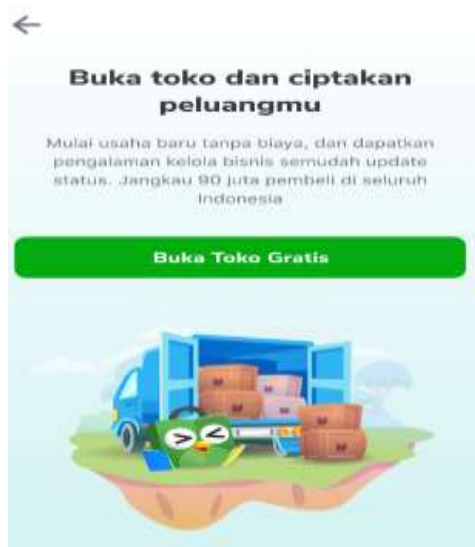 Buka toko dan ciptakan
peluangmu
Mulai usaha baru tanpa biaya, dan dapatkan
pengalaman kelola bisnis semudah update
status. Jangkau 90 juta pembeli di seluruh
Indonesia
Buka Toko Gratis